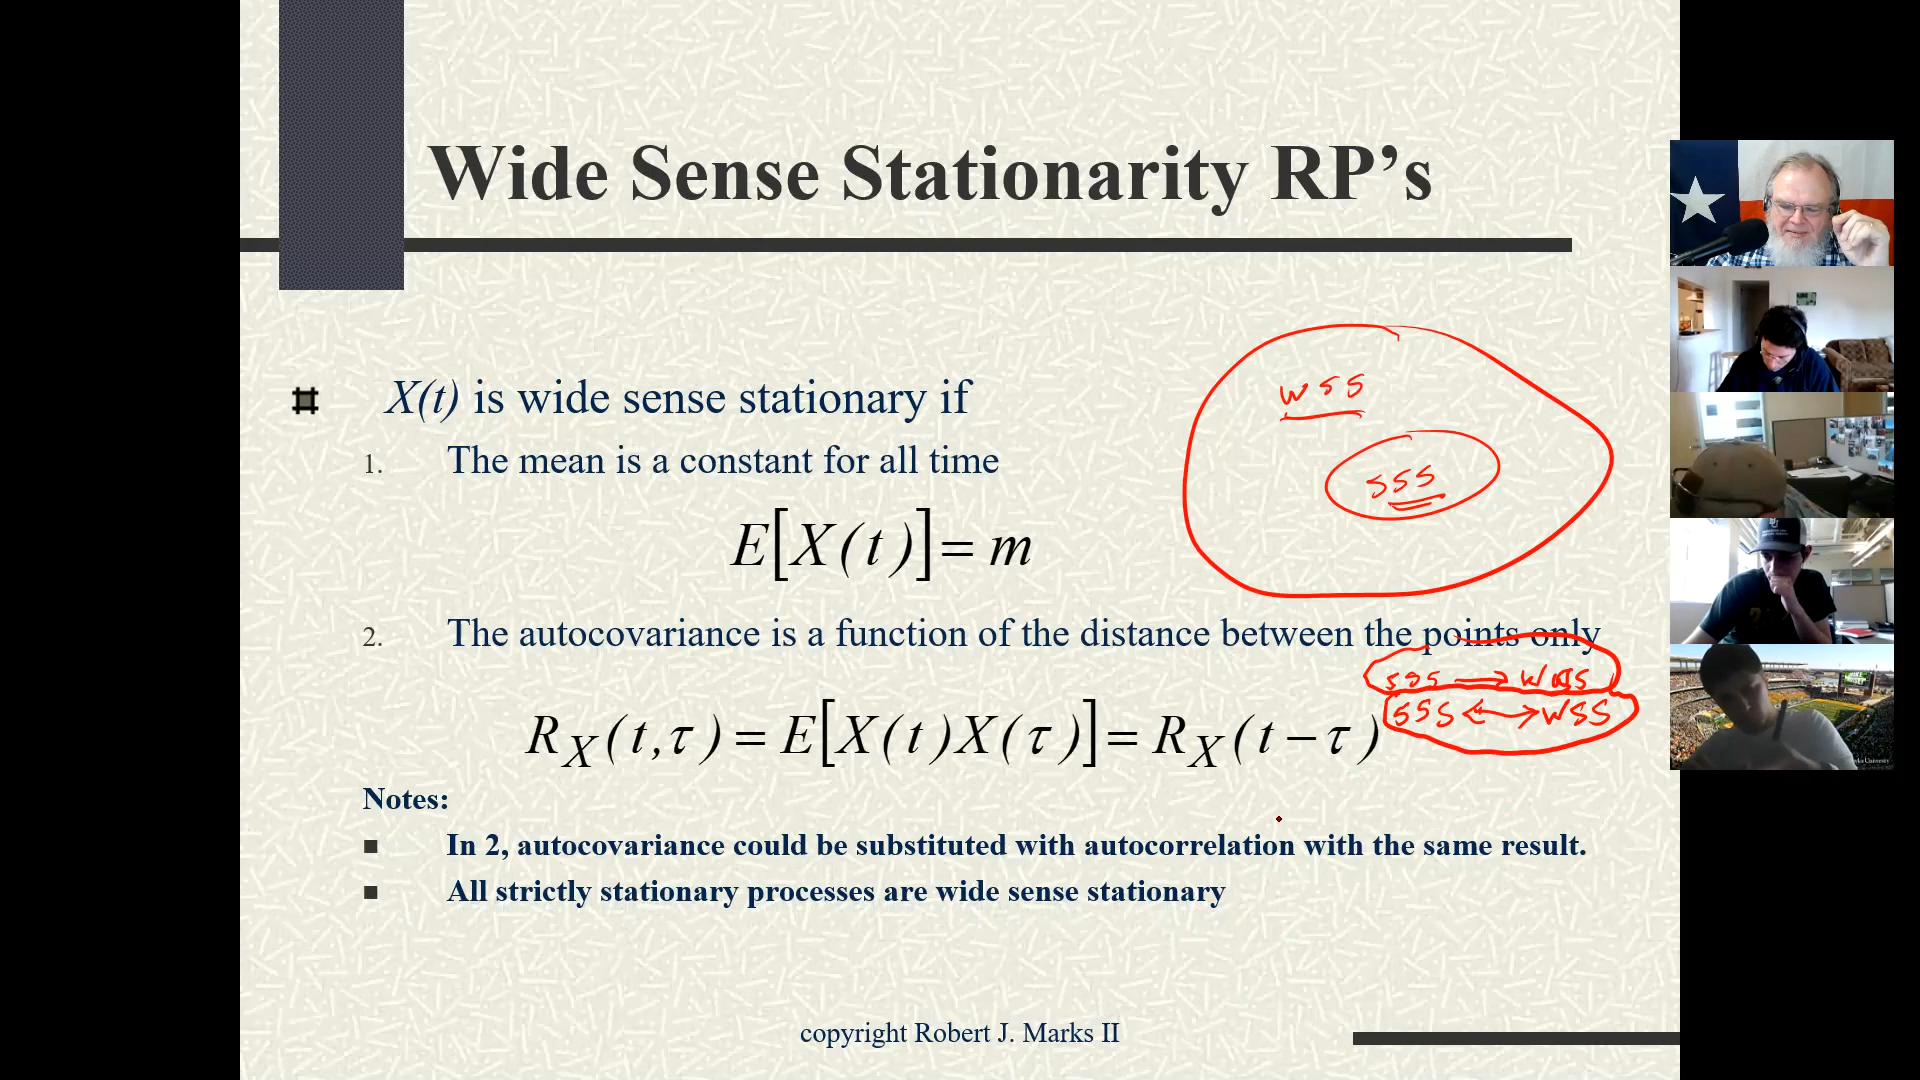 Wide Sense Stationarity RP's
X(t) is wide sense stationary if
1. The mean is a constant for all time
E[X(t)]=m
WSS
SSS
2. The autocovariance is a function of the distance between the points only
SSS → WSS
SSS ↔ WSS
R_X(t,τ)=E[X(t)X(τ)]=R_X(t−τ)
Notes:
■ In 2, autocovariance could be substituted with autocorrelation with the same result.
■ All strictly stationary processes are wide sense stationary
copyright Robert J. Marks II